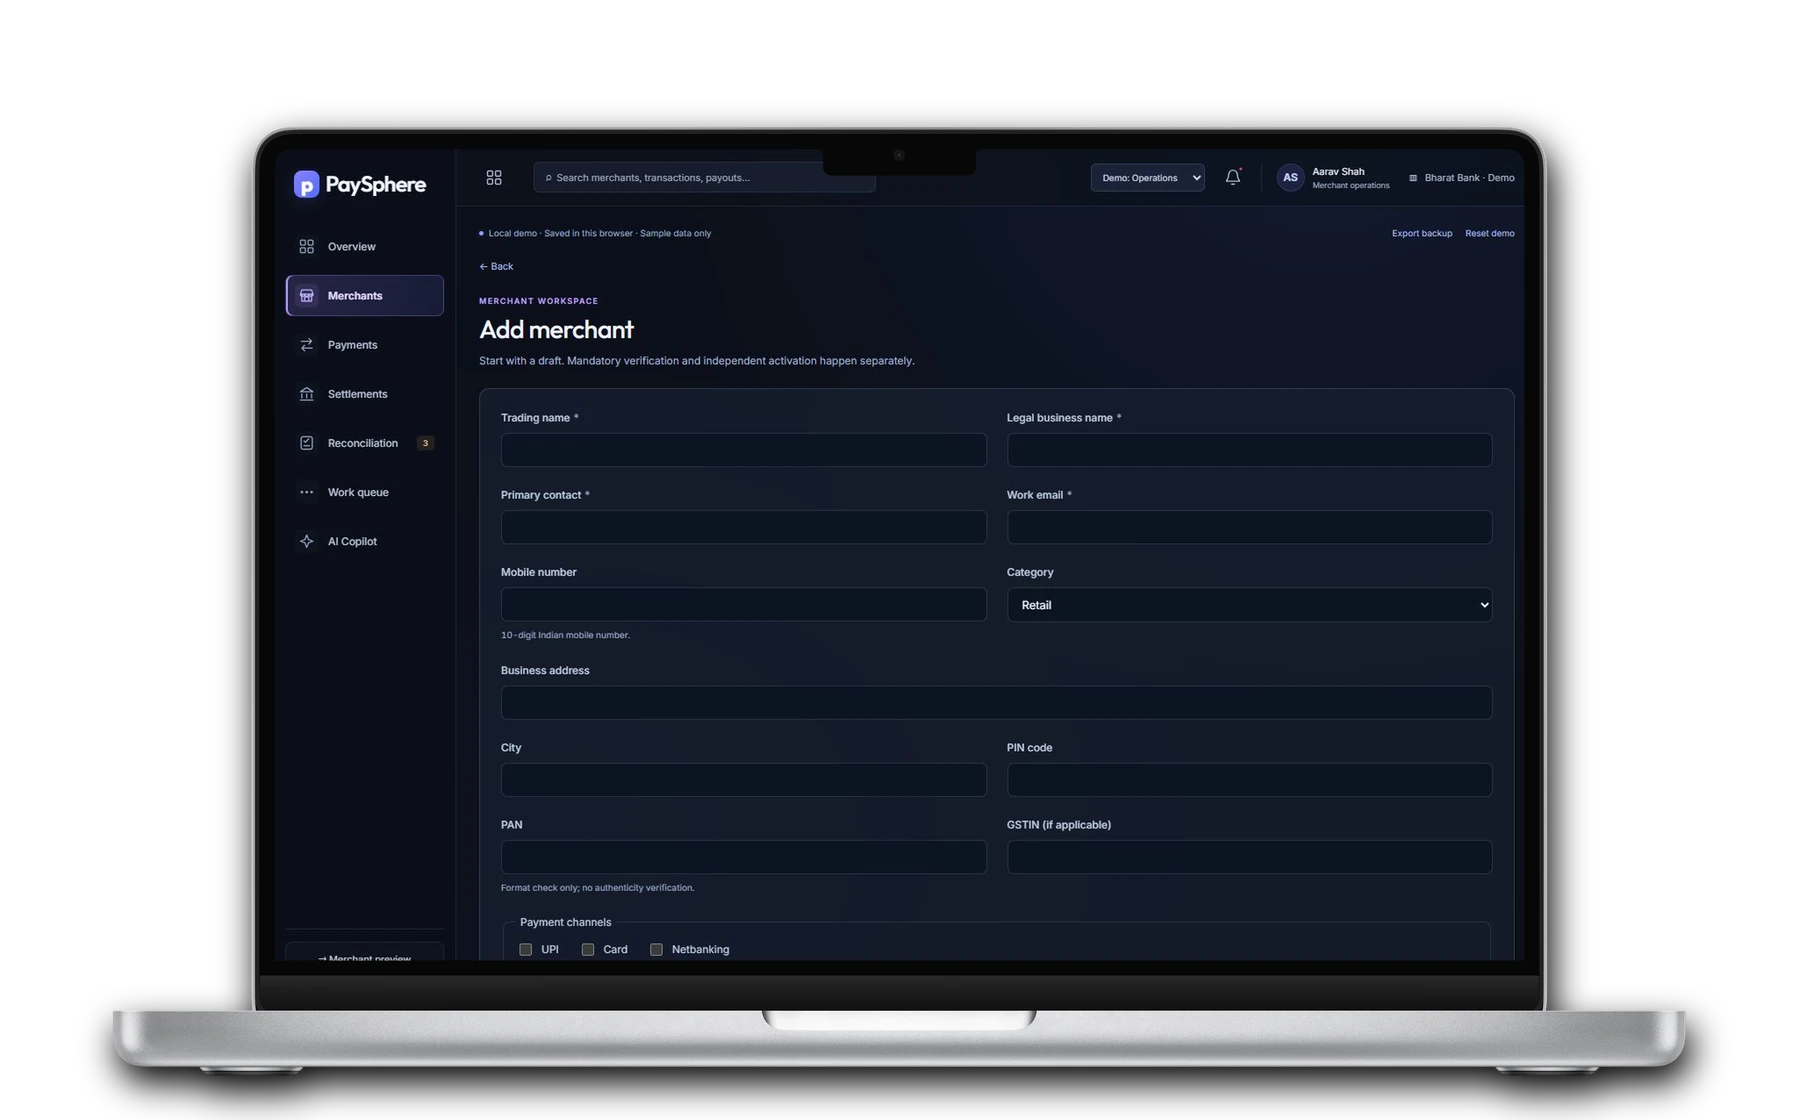 p PaySphere
Search merchants, transactions, payouts...
Demo: Operations
AS
Aarav Shah
Merchant operations
Bharat Bank · Demo
Overview
Merchants
Payments
Settlements
Reconciliation 3
Work queue
AI Copilot
→ Merchant preview
Local demo · Saved in this browser · Sample data only
Export backup
Reset demo
← Back
MERCHANT WORKSPACE
Add merchant
Start with a draft. Mandatory verification and independent activation happen separately.
Trading name *
Legal business name *
Primary contact *
Work email *
Mobile number
Category
Retail
10-digit Indian mobile number.
Business address
City
PIN code
PAN
GSTIN (if applicable)
Format check only; no authenticity verification.
Payment channels
UPI Card Netbanking